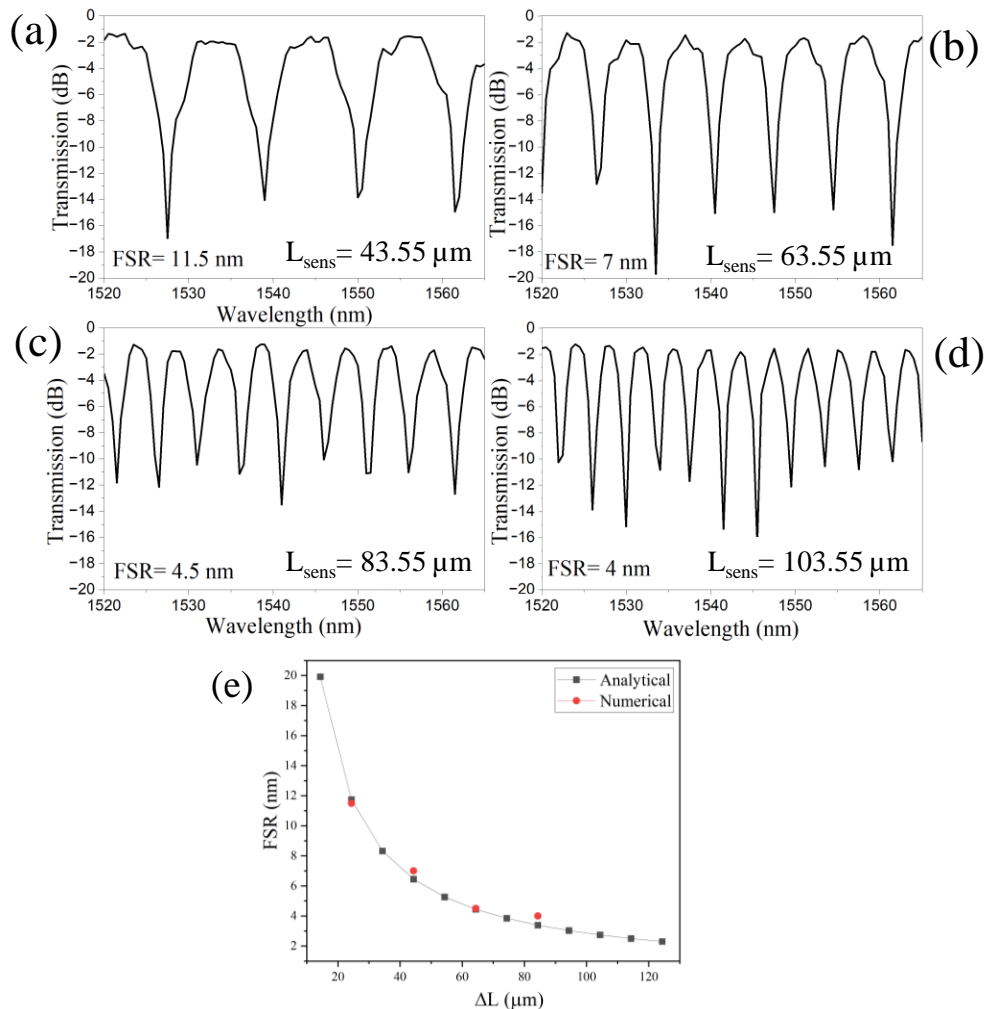 (a)
0
−2
−4
−6
−8
−10
−12
−14
−16
−18
−20
Transmission (dB)
FSR= 11.5 nm
Lsens= 43.55 µm
1520 1530 1540 1550 1560
Wavelength (nm)
(b)
0
−2
−4
−6
−8
−10
−12
−14
−16
−18
−20
Transmission (dB)
FSR= 7 nm
Lsens= 63.55 µm
1520 1530 1540 1550 1560
Wavelength (nm)
(c)
0
−2
−4
−6
−8
−10
−12
−14
−16
−18
−20
Transmission (dB)
FSR= 4.5 nm
Lsens= 83.55 µm
1520 1530 1540 1550 1560
Wavelength (nm)
(d)
0
−2
−4
−6
−8
−10
−12
−14
−16
−18
−20
Transmission (dB)
FSR= 4 nm
Lsens= 103.55 µm
1520 1530 1540 1550 1560
Wavelength (nm)
(e)
20
18
16
14
12
10
8
6
4
2
FSR (nm)
Analytical
Numerical
20 40 60 80 100 120
ΔL (µm)